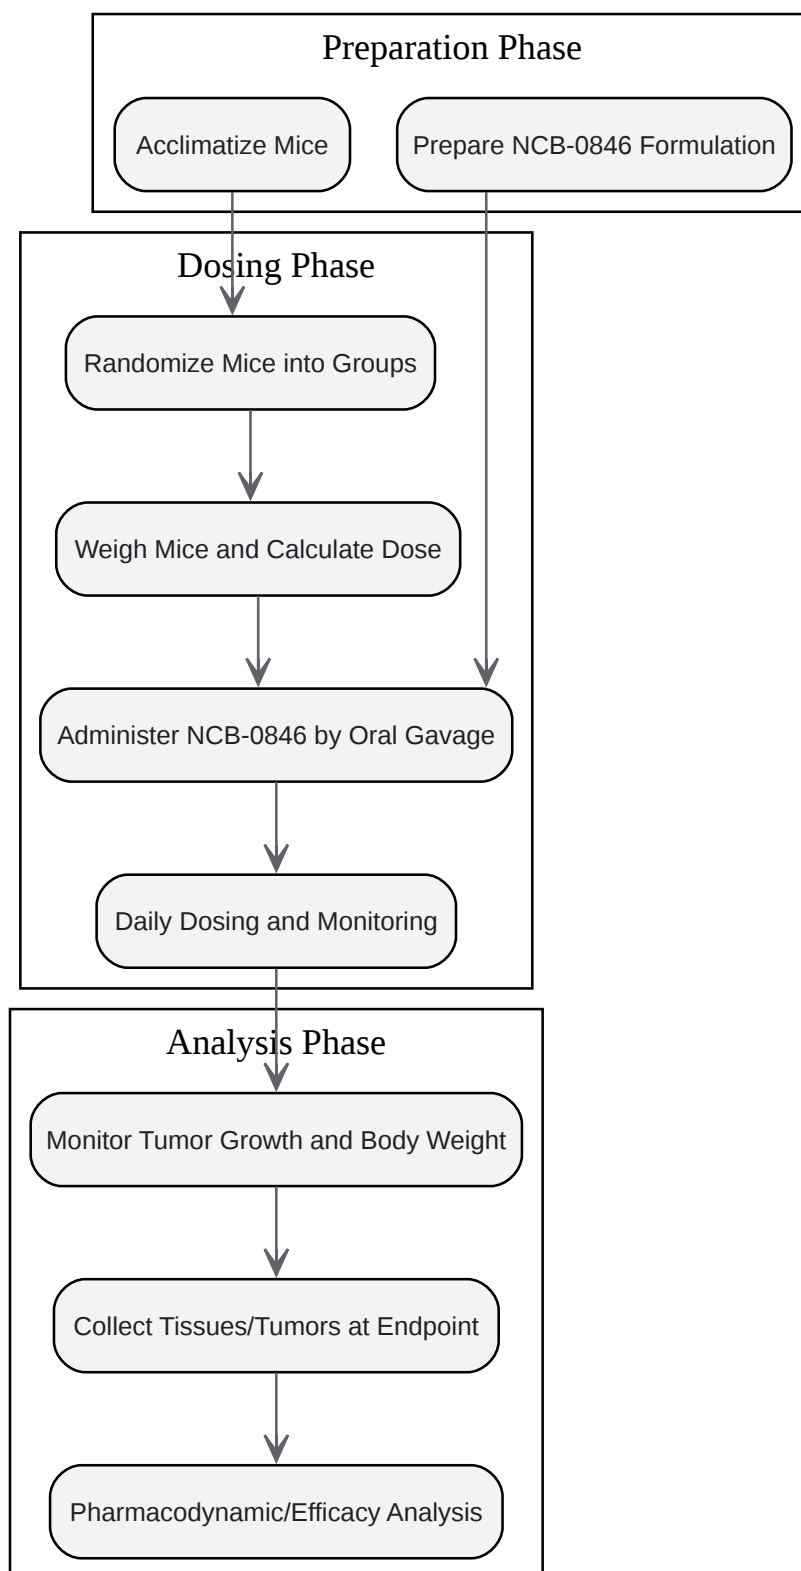 Preparation Phase
Acclimatize Mice
Prepare NCB-0846 Formulation
Dosing Phase
Randomize Mice into Groups
Weigh Mice and Calculate Dose
Administer NCB-0846 by Oral Gavage
Daily Dosing and Monitoring
Analysis Phase
Monitor Tumor Growth and Body Weight
Collect Tissues/Tumors at Endpoint
Pharmacodynamic/Efficacy Analysis